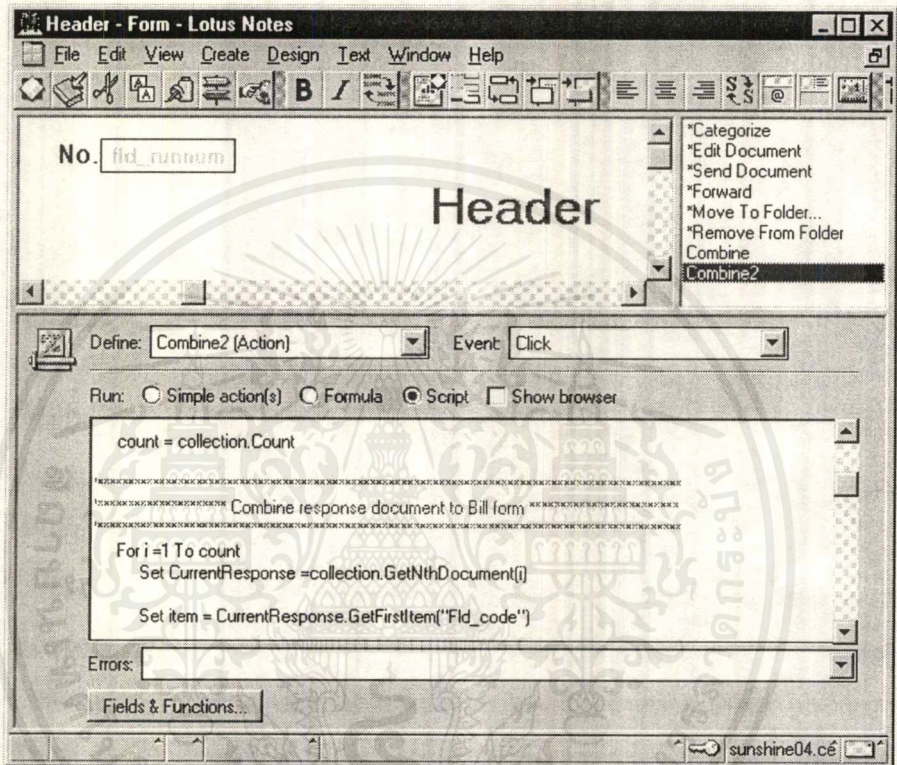 Header - Form - Lotus Notes
File Edit View Create Design Text Window Help
No. fld_runnum
Header
*Categorize
*Edit Document
*Send Document
*Forward
*Move To Folder...
*Remove From Folder
Combine
Combine2
Define: Combine2 (Action) Event: Click
Run: Simple action(s) Formula Script Show browser
count = collection.Count
Combine response document to Bill form
For i =1 To count
Set CurrentResponse =collection.GetNthDocument(i)
Set item = CurrentResponse.GetFirstItem("Fld_code")
Errors:
Fields & Functions...
sunshine04.ce